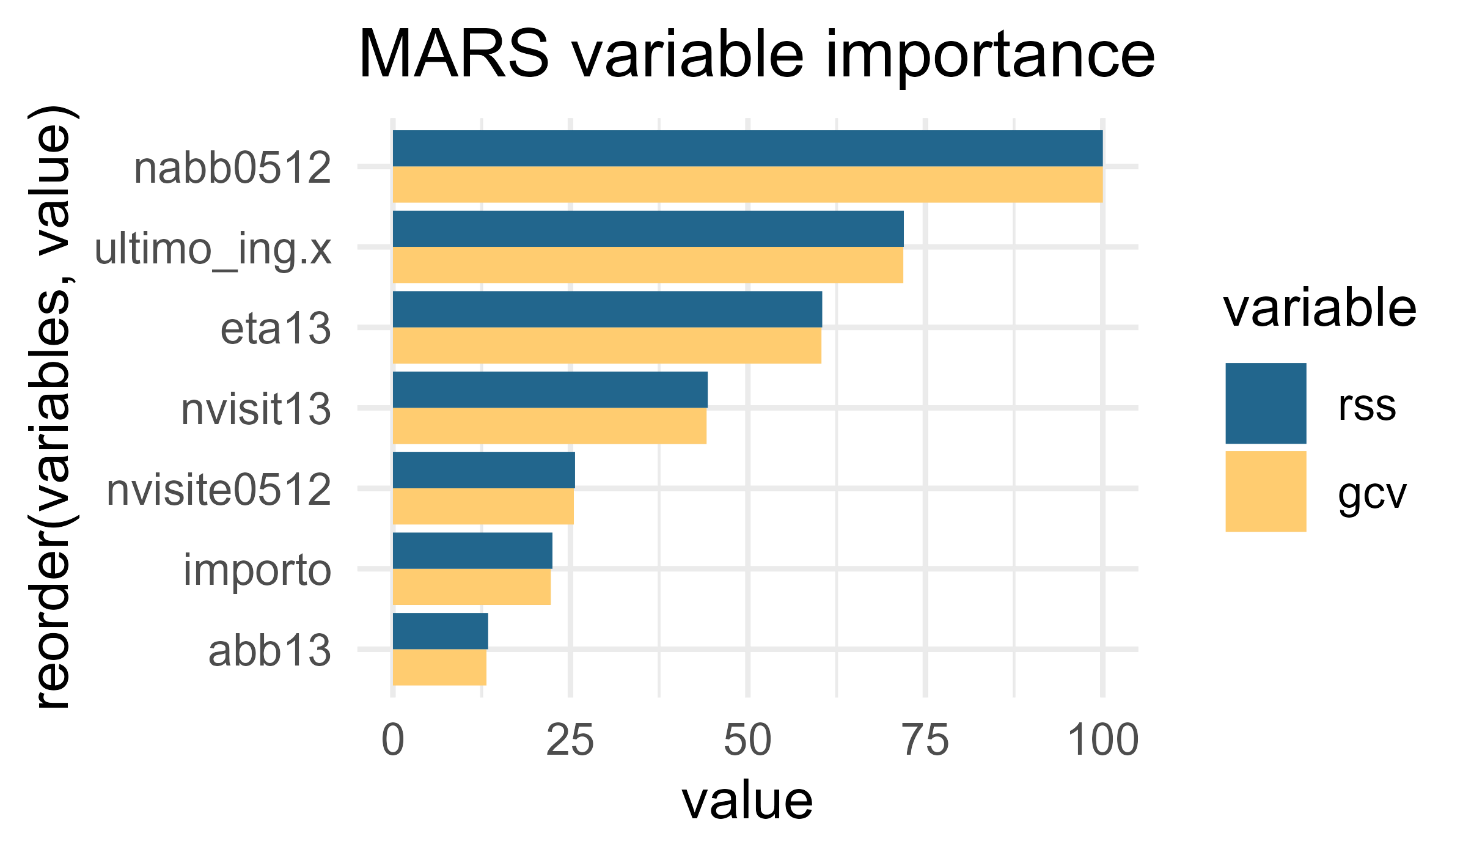 MARS variable importance
reorder(variables, value)
nabb0512
ultimo_ing.x
eta13
nvisit13
nvisite0512
importo
abb13
0 25 50 75 100
value
variable
rss
gcv